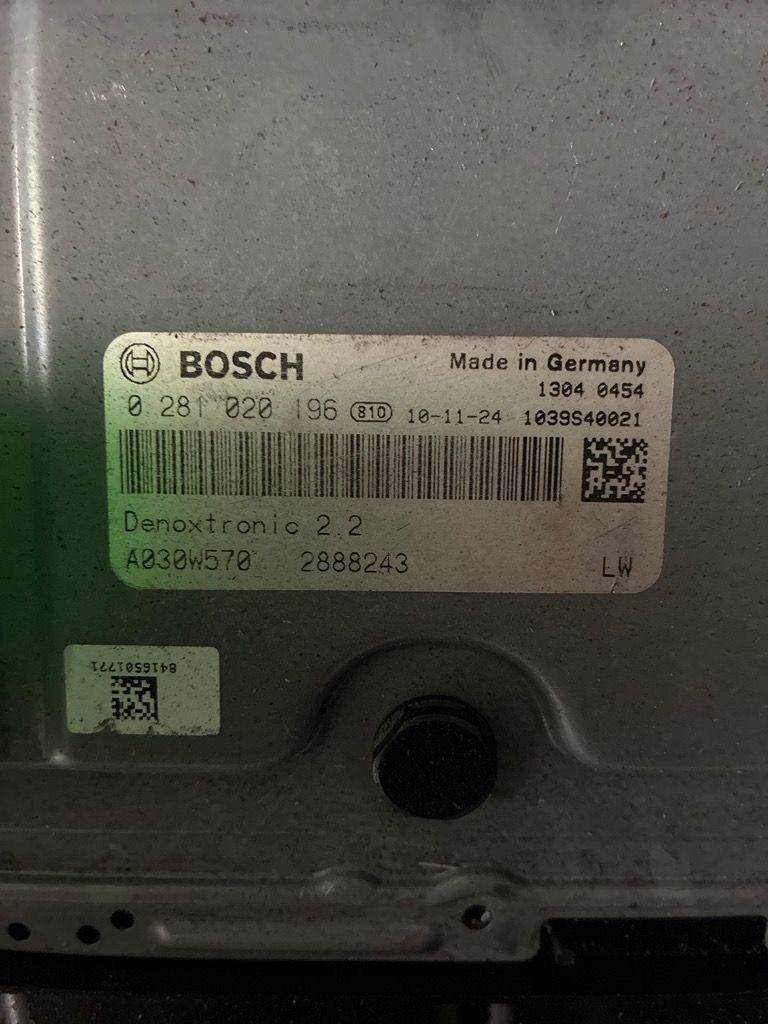 BOSCH Made in Germany
1304 0454
0 281 020 196 810 10-11-24 1039S40021
Denoxtronic 2.2
A030W570 2888243 LW
8416501771